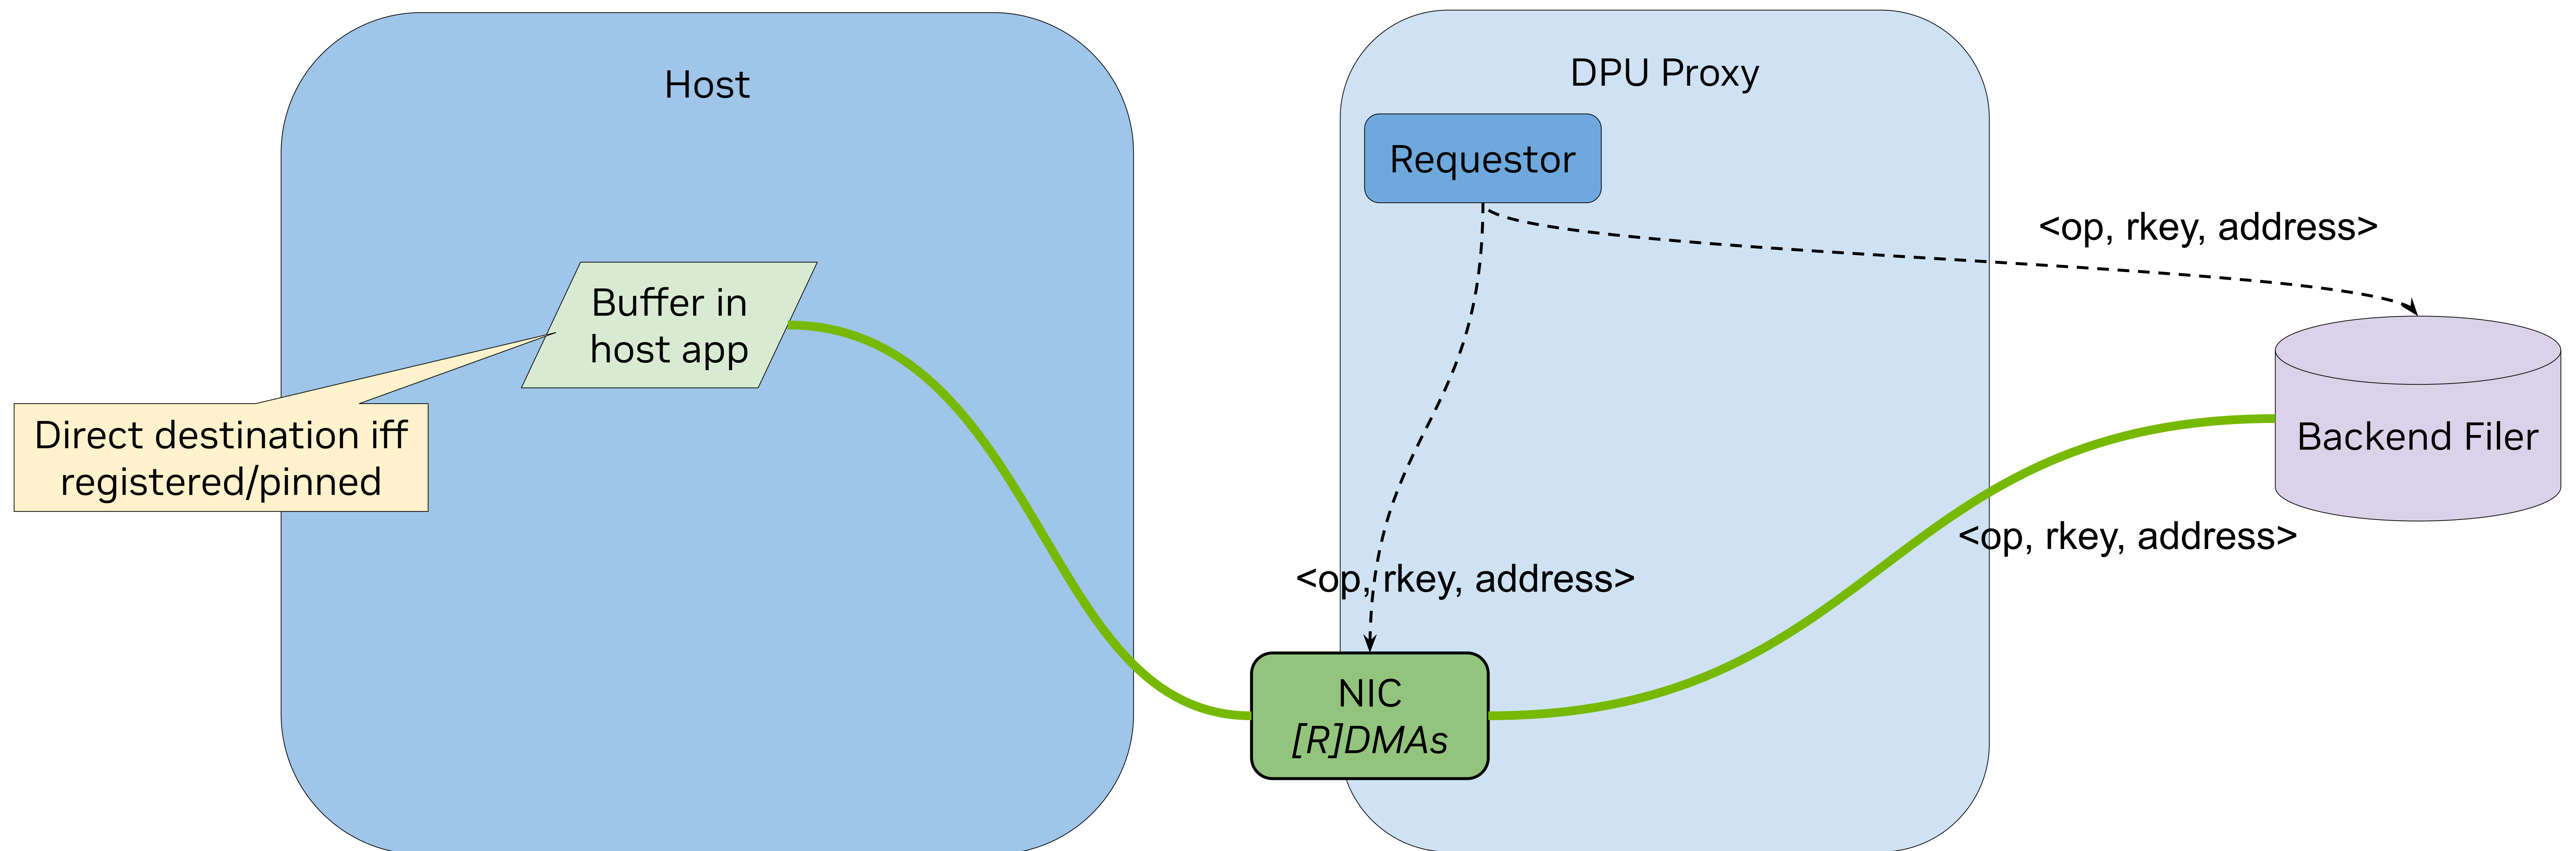 Host
DPU Proxy
Requestor
<op, rkey, address>
Buffer in
host app
Direct destination iff
registered/pinned
Backend Filer
<op, rkey, address>
<op, rkey, address>
NIC
[R]DMAs